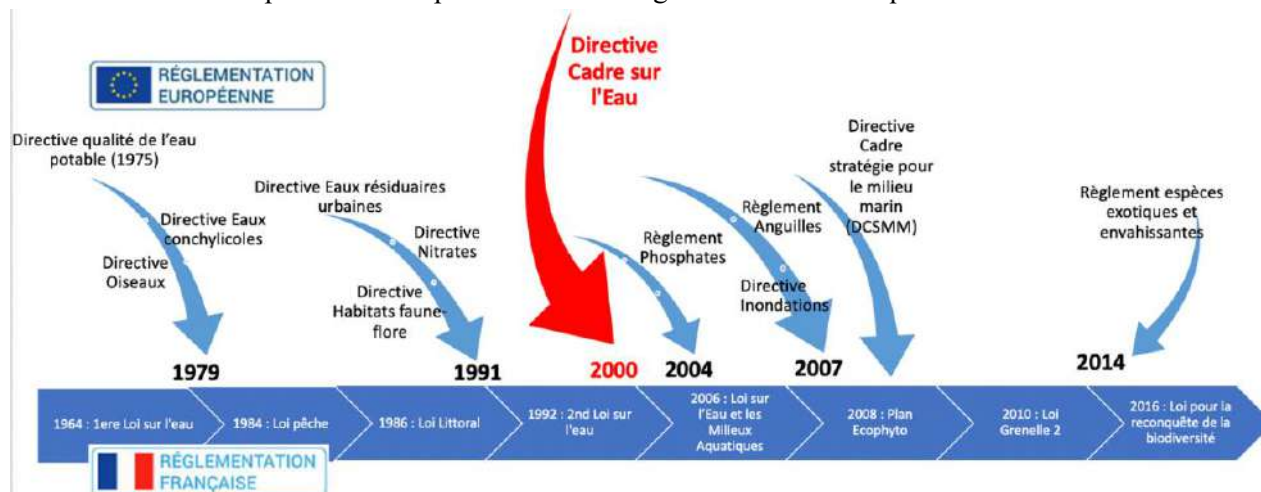 Directive
Cadre sur
l'Eau
RÉGLEMENTATION
EUROPÉENNE
Directive qualité de l'eau
potable (1975)
Directive Eaux
conchylicoles
Directive
Oiseaux
Directive Eaux résiduaires
urbaines
Directive
Nitrates
Directive
Habitats faune-
flore
Règlement
Phosphates
Règlement
Anguilles
Directive
Inondations
Directive
Cadre
stratégie pour
le milieu
marin
(DCSMM)
Règlement espèces
exotiques et
envahissantes
1979
1991
2000
2004
2007
2014
1964 : 1ere Loi sur l'eau
1984 : Loi pêche
1986 : Loi Littoral
1992 : 2nd Loi sur
l'eau
2006 : Loi sur
l'Eau et les
Milieux
Aquatiques
2008 : Plan
Ecophyto
2010 : Loi
Grenelle 2
2016 : Loi pour la
reconquête de la
biodiversité
RÉGLEMENTATION
FRANÇAISE